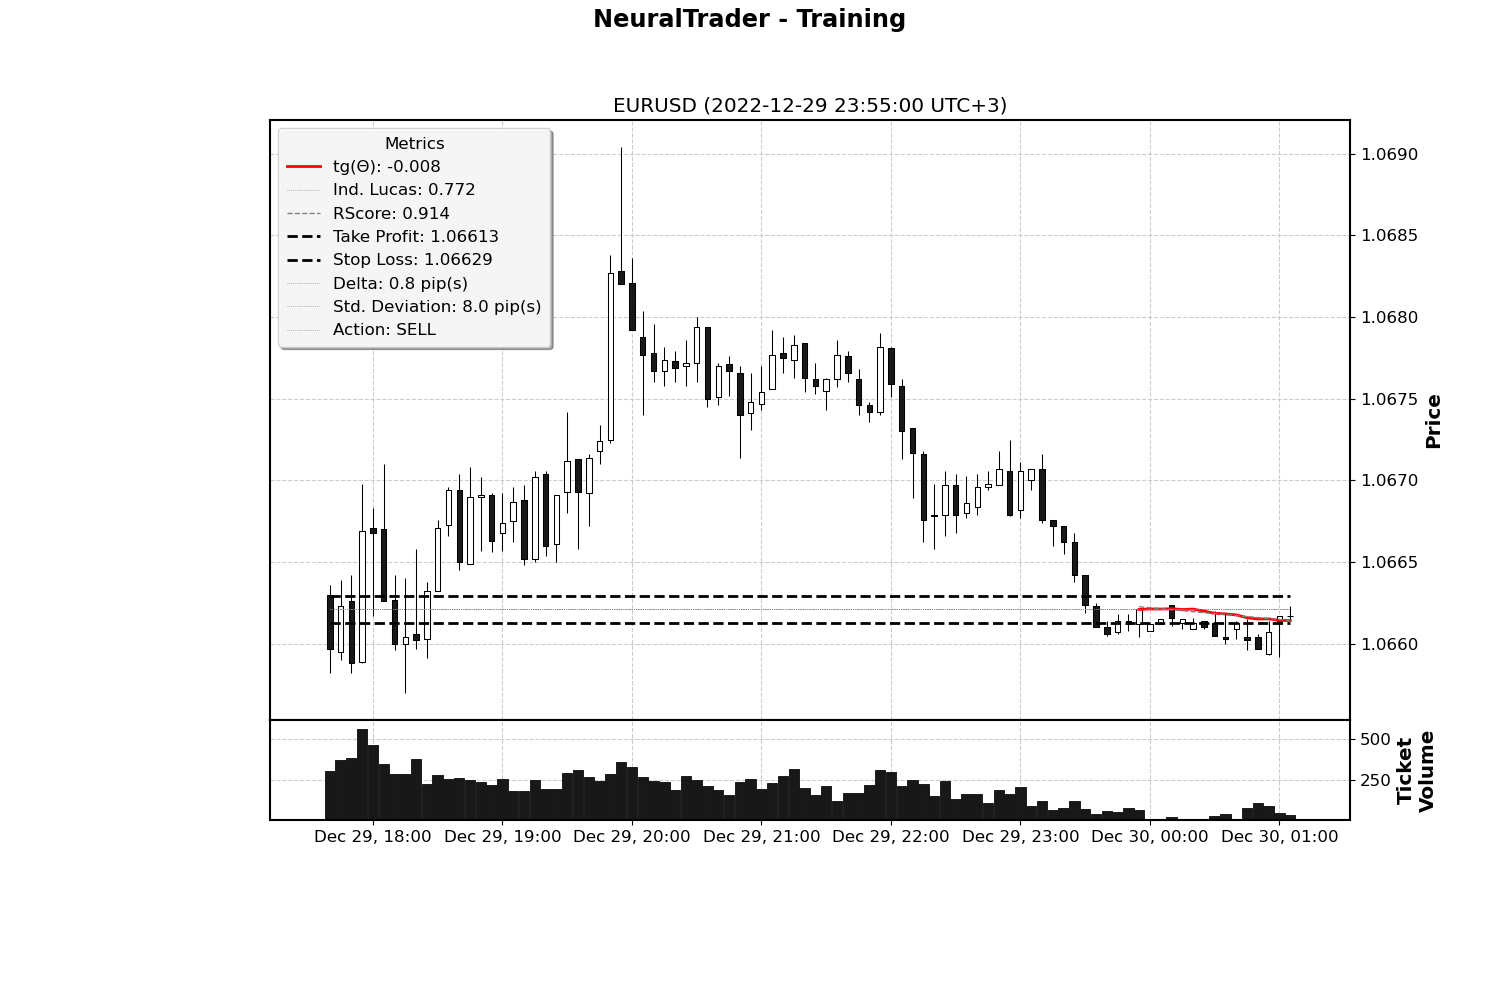 NeuralTrader - Training
EURUSD (2022-12-29 23:55:00 UTC+3)
Metrics
tg(Θ): -0.008
Ind. Lucas: 0.772
RScore: 0.914
Take Profit: 1.06613
Stop Loss: 1.06629
Delta: 0.8 pip(s)
Std. Deviation: 8.0 pip(s)
Action: SELL
1.0690
1.0685
1.0680
1.0675
1.0670
1.0665
1.0660
Price
500
250
Ticket
Volume
Dec 29, 18:00 Dec 29, 19:00 Dec 29, 20:00 Dec 29, 21:00 Dec 29, 22:00 Dec 29, 23:00 Dec 30, 00:00 Dec 30, 01:00